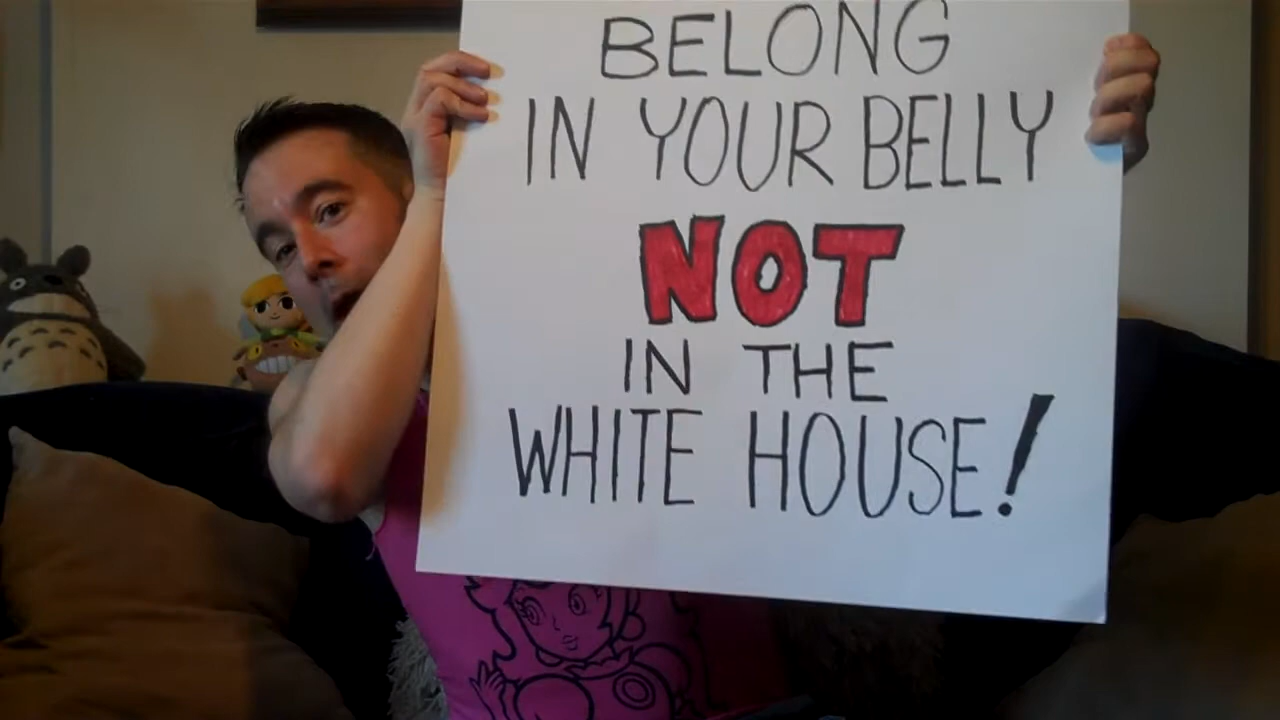 BELONG
IN YOUR BELLY
NOT
IN THE
WHITE HOUSE!